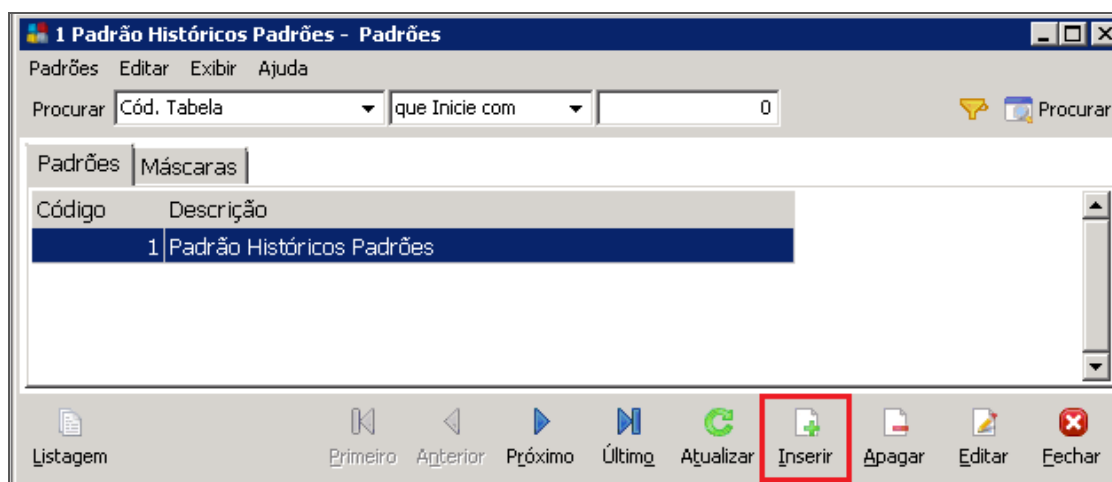 1 Padrão Históricos Padrões - Padrões
Padrões Editar Exibir Ajuda
Procurar Cód. Tabela que Inicie com 0 Procurar
Padrões Máscaras
Código Descrição
1 Padrão Históricos Padrões
Listagem Primeiro Anterior Próximo Último Atualizar Inserir Apagar Editar Fechar